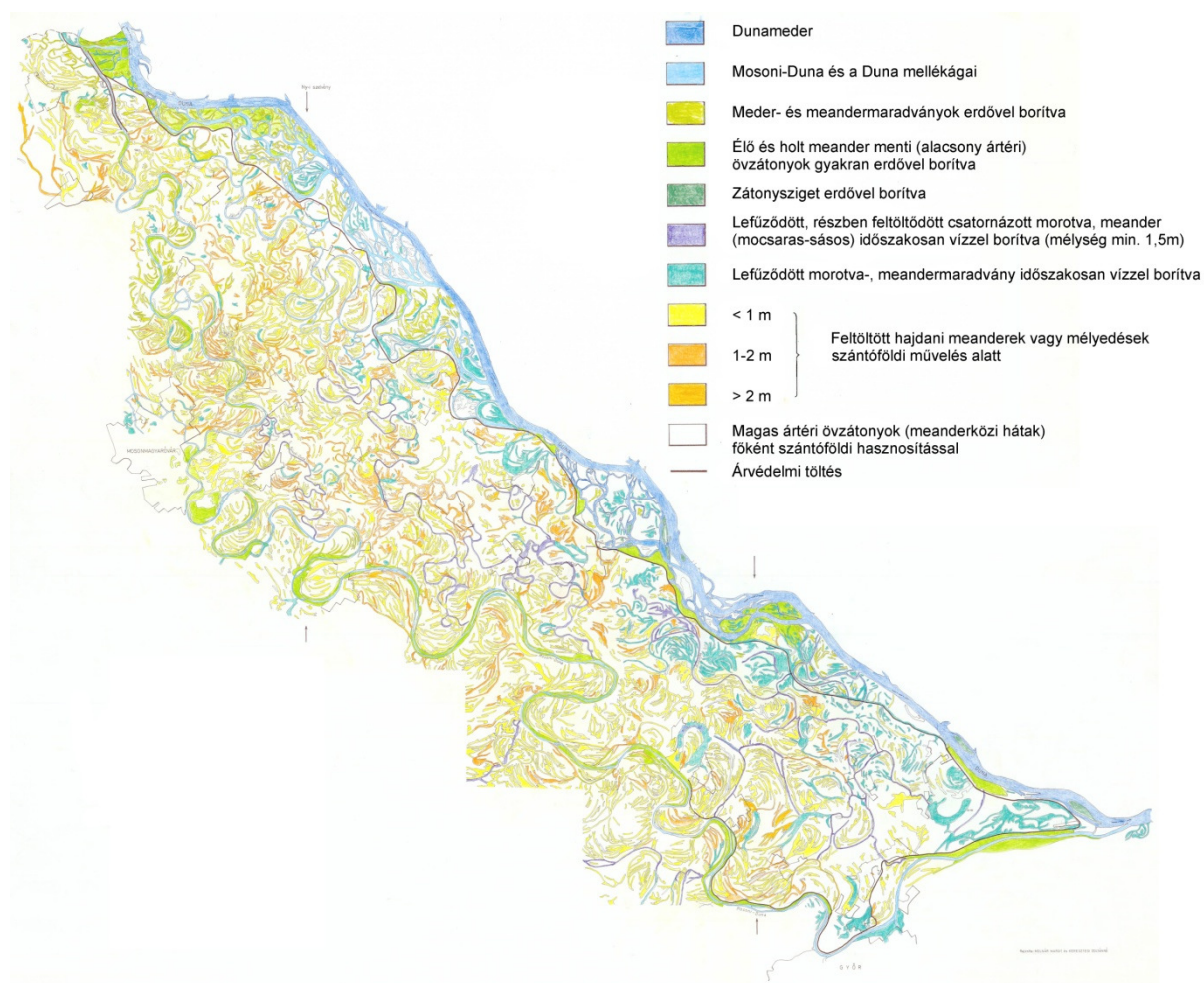 Dunameder
Mosoni-Duna és a Duna mellékágai
Meder- és meandermaradványok erdővel borítva
Élő és holt meander menti (alacsony ártéri)
övzátonyok gyakran erdővel borítva
Zátonysziget erdővel borítva
Lefűződött, részben feltöltődött csatornázott morotva, meander
(mocsaras-sásos) időszakosan vízzel borítva (mélység min. 1,5m)
Lefűződött morotva-, meandermaradvány időszakosan vízzel borítva
< 1 m
1-2 m
> 2 m
Feltöltött hajdani meanderek vagy mélyedések
szántóföldi művelés alatt
Magas ártéri övzátonyok (meanderközi hátak)
főként szántóföldi hasznosítással
Árvédelmi töltés
DUNA
MOSONMAGYARÓVÁR
GYŐR